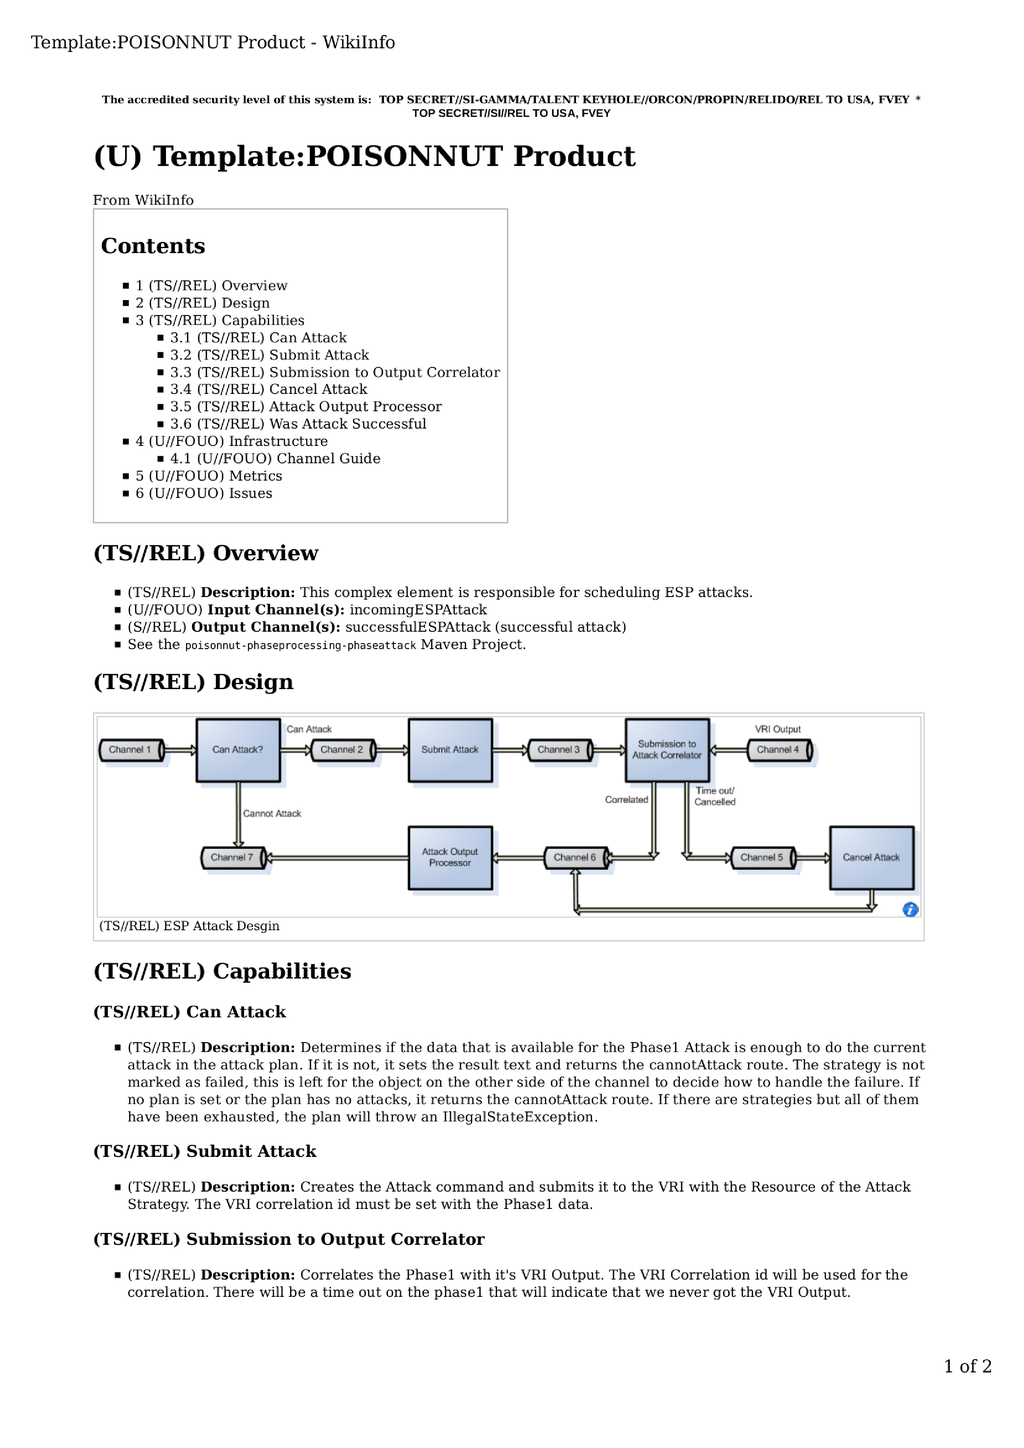 Template:POISONNUT Product - WikiInfo
The accredited security level of this system is: TOP SECRET//SI-GAMMA/TALENT KEYHOLE//ORCON/PROPIN/RELIDO/REL TO USA, FVEY *
TOP SECRET//SI//REL TO USA, FVEY
(U) Template:POISONNUT Product
From WikiInfo
Contents
1 (TS//REL) Overview
2 (TS//REL) Design
3 (TS//REL) Capabilities
3.1 (TS//REL) Can Attack
3.2 (TS//REL) Submit Attack
3.3 (TS//REL) Submission to Output Correlator
3.4 (TS//REL) Cancel Attack
3.5 (TS//REL) Attack Output Processor
3.6 (TS//REL) Was Attack Successful
4 (U//FOUO) Infrastructure
4.1 (U//FOUO) Channel Guide
5 (U//FOUO) Metrics
6 (U//FOUO) Issues
(TS//REL) Overview
(TS//REL) Description: This complex element is responsible for scheduling ESP attacks.
(U//FOUO) Input Channel(s): incomingESPAttack
(S//REL) Output Channel(s): successfulESPAttack (successful attack)
See the poisonnut-phaseprocessing-phaseattack Maven Project.
(TS//REL) Design
Channel 1
Can Attack?
Can Attack
Channel 2
Submit Attack
Channel 3
Submission to
Attack Correlator
VRI Output
Channel 4
Cannot Attack
Correlated
Time out/
Cancelled
Channel 7
Attack Output
Processor
Channel 6
Channel 5
Cancel Attack
(TS//REL) ESP Attack Desgin
(TS//REL) Capabilities
(TS//REL) Can Attack
(TS//REL) Description: Determines if the data that is available for the Phase1 Attack is enough to do the current
attack in the attack plan. If it is not, it sets the result text and returns the cannotAttack route. The strategy is not
marked as failed, this is left for the object on the other side of the channel to decide how to handle the failure. If
no plan is set or the plan has no attacks, it returns the cannotAttack route. If there are strategies but all of them
have been exhausted, the plan will throw an IllegalStateException.
(TS//REL) Submit Attack
(TS//REL) Description: Creates the Attack command and submits it to the VRI with the Resource of the Attack
Strategy. The VRI correlation id must be set with the Phase1 data.
(TS//REL) Submission to Output Correlator
(TS//REL) Description: Correlates the Phase1 with it's VRI Output. The VRI Correlation id will be used for the
correlation. There will be a time out on the phase1 that will indicate that we never got the VRI Output.
1 of 2